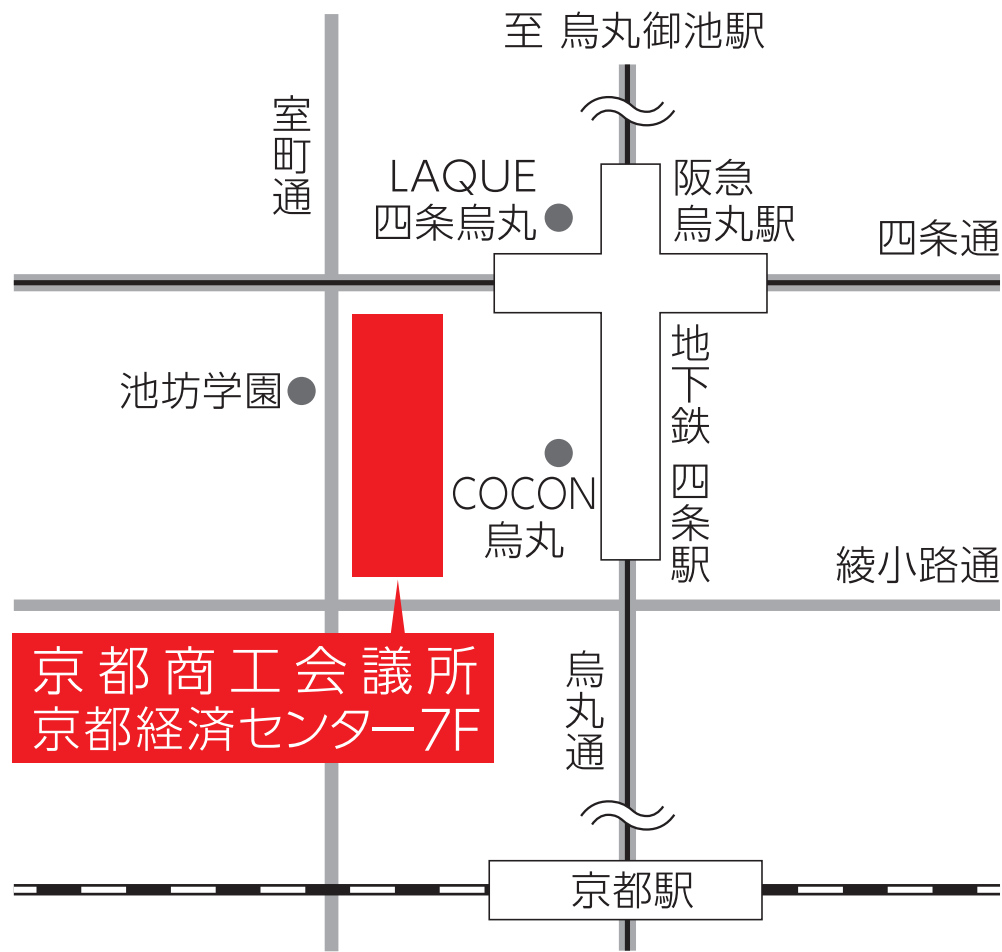 至 烏丸御池駅
室町通
LAQUE
四条烏丸
阪急
烏丸駅
四条通
池坊学園
地下鉄 四条駅
COCON
烏丸
綾小路通
京都商工会議所
京都経済センター7F
烏丸通
京都駅